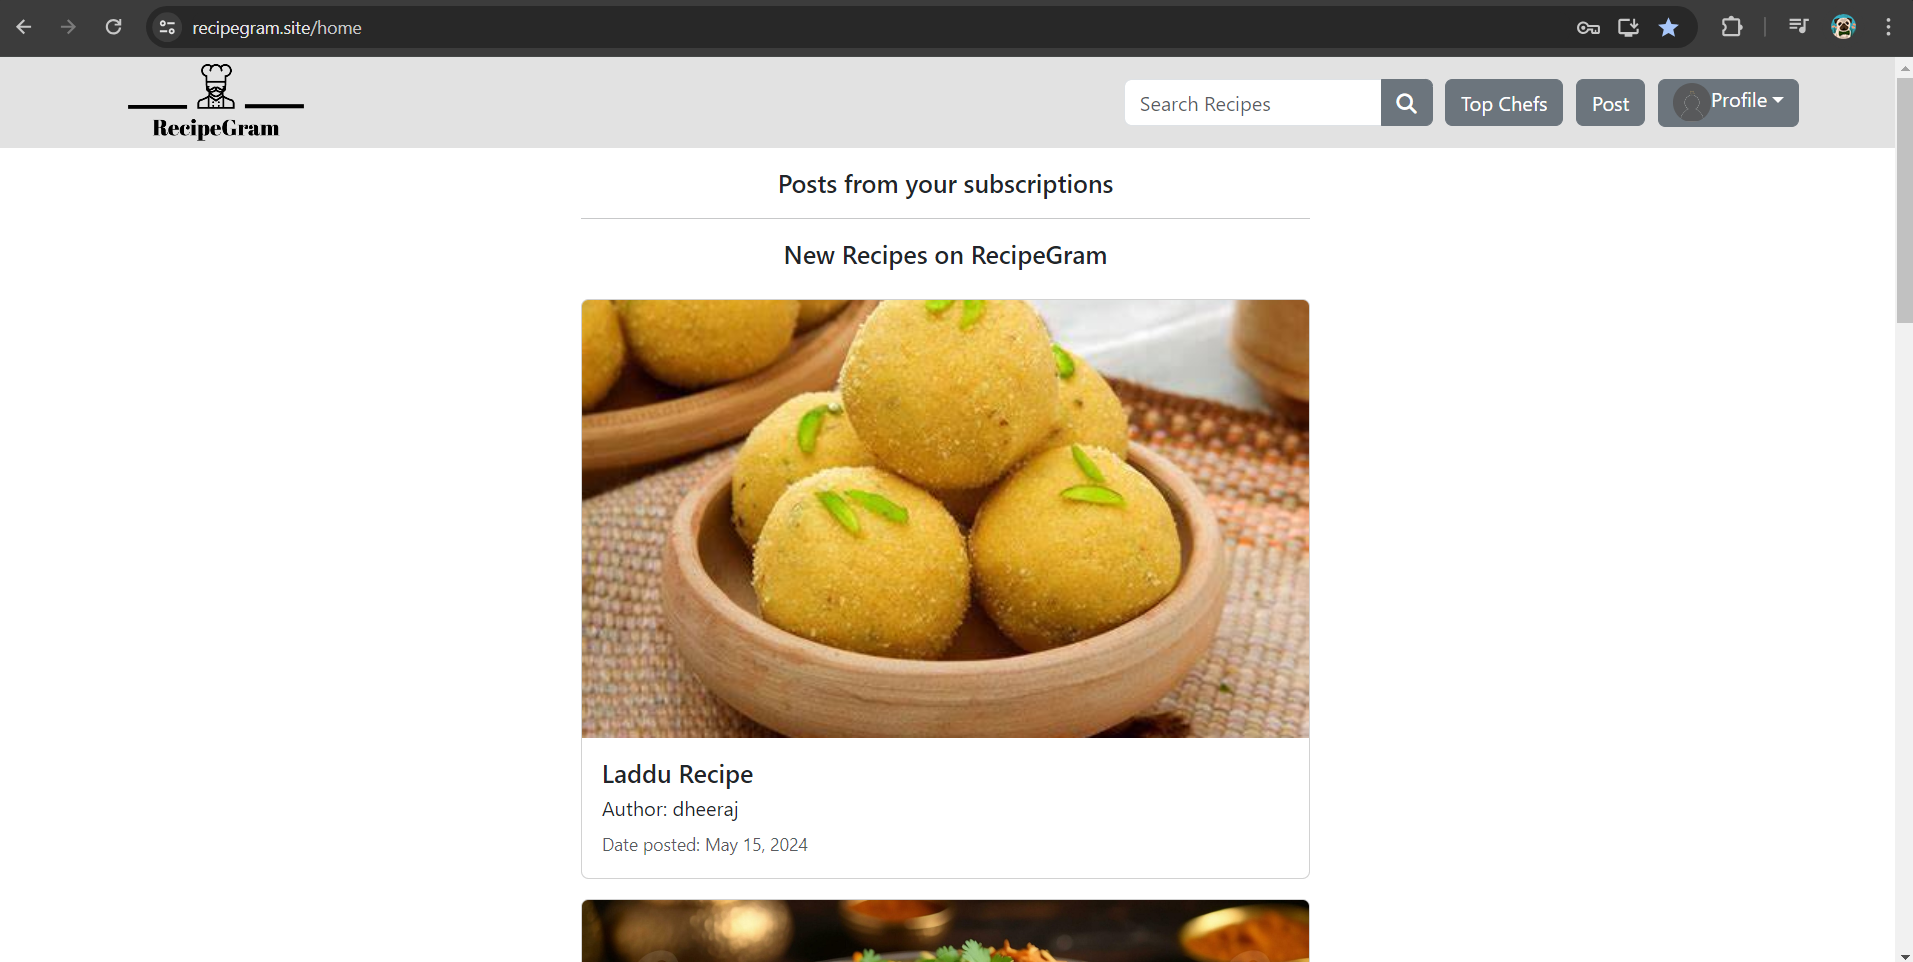 recipegram.site/home
RecipeGram
Search Recipes
Top Chefs
Post
Profile
Posts from your subscriptions
New Recipes on RecipeGram
Laddu Recipe
Author: dheeraj
Date posted: May 15, 2024